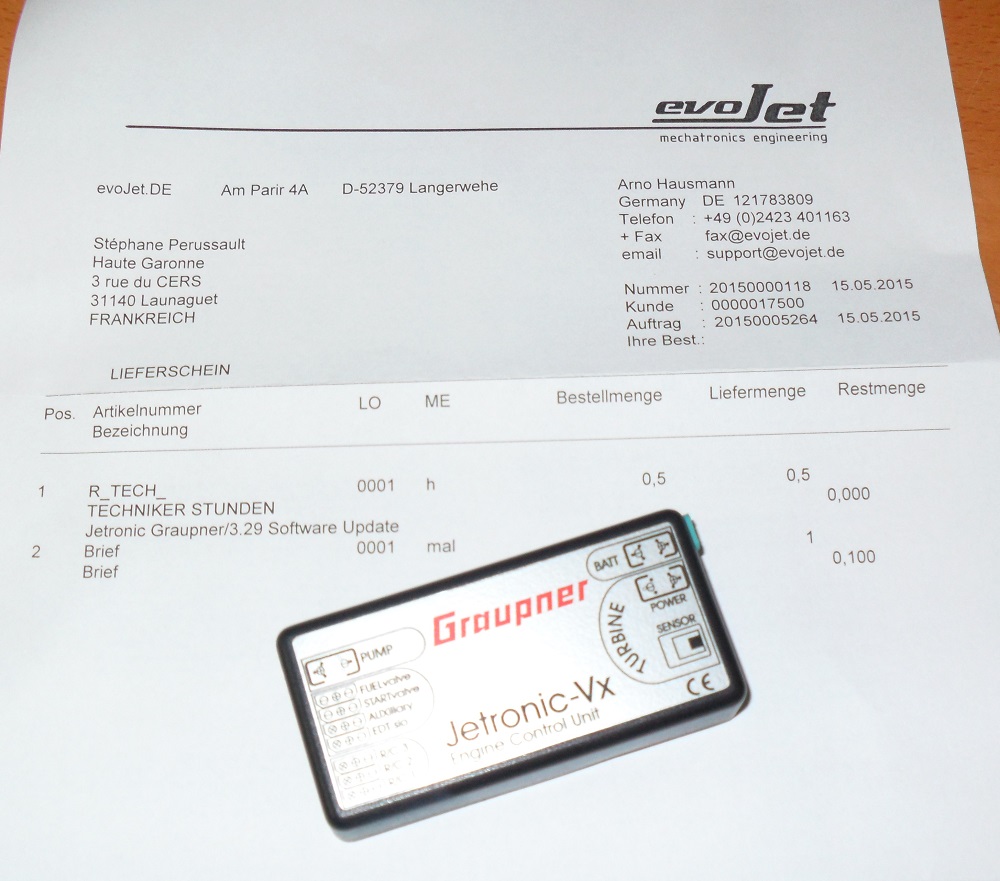 evoJet
mechatronics engineering
evoJet.DE Am Parir 4A D-52379 Langerwehe
Arno Hausmann
Germany DE 121783809
Telefon : +49 (0)2423 401163
+ Fax fax@evojet.de
email : support@evojet.de
Stéphane Perussault
Haute Garonne
3 rue du CERS
31140 Launaguet
FRANKREICH
Nummer : 20150000118 15.05.2015
Kunde : 0000017500
Auftrag : 20150005264 15.05.2015
Ihre Best.:
LIEFERSCHEIN
Pos. Artikelnummer LO ME Bestellmenge Liefermenge Restmenge
Bezeichnung
1 R_TECH_ 0001 h 0,5 0,5 0,000
TECHNIKER STUNDEN
Jetronic Graupner/3.29 Software Update
2 Brief 0001 mal 1 0,100
Brief
BATT
POWER
SENSOR
TURBINE
Graupner
PUMP
FUELvalve
STARTvalve
AUXiliary
R/C 1
R/C 2
Jetronic-Vx
Engine Control Unit
CE